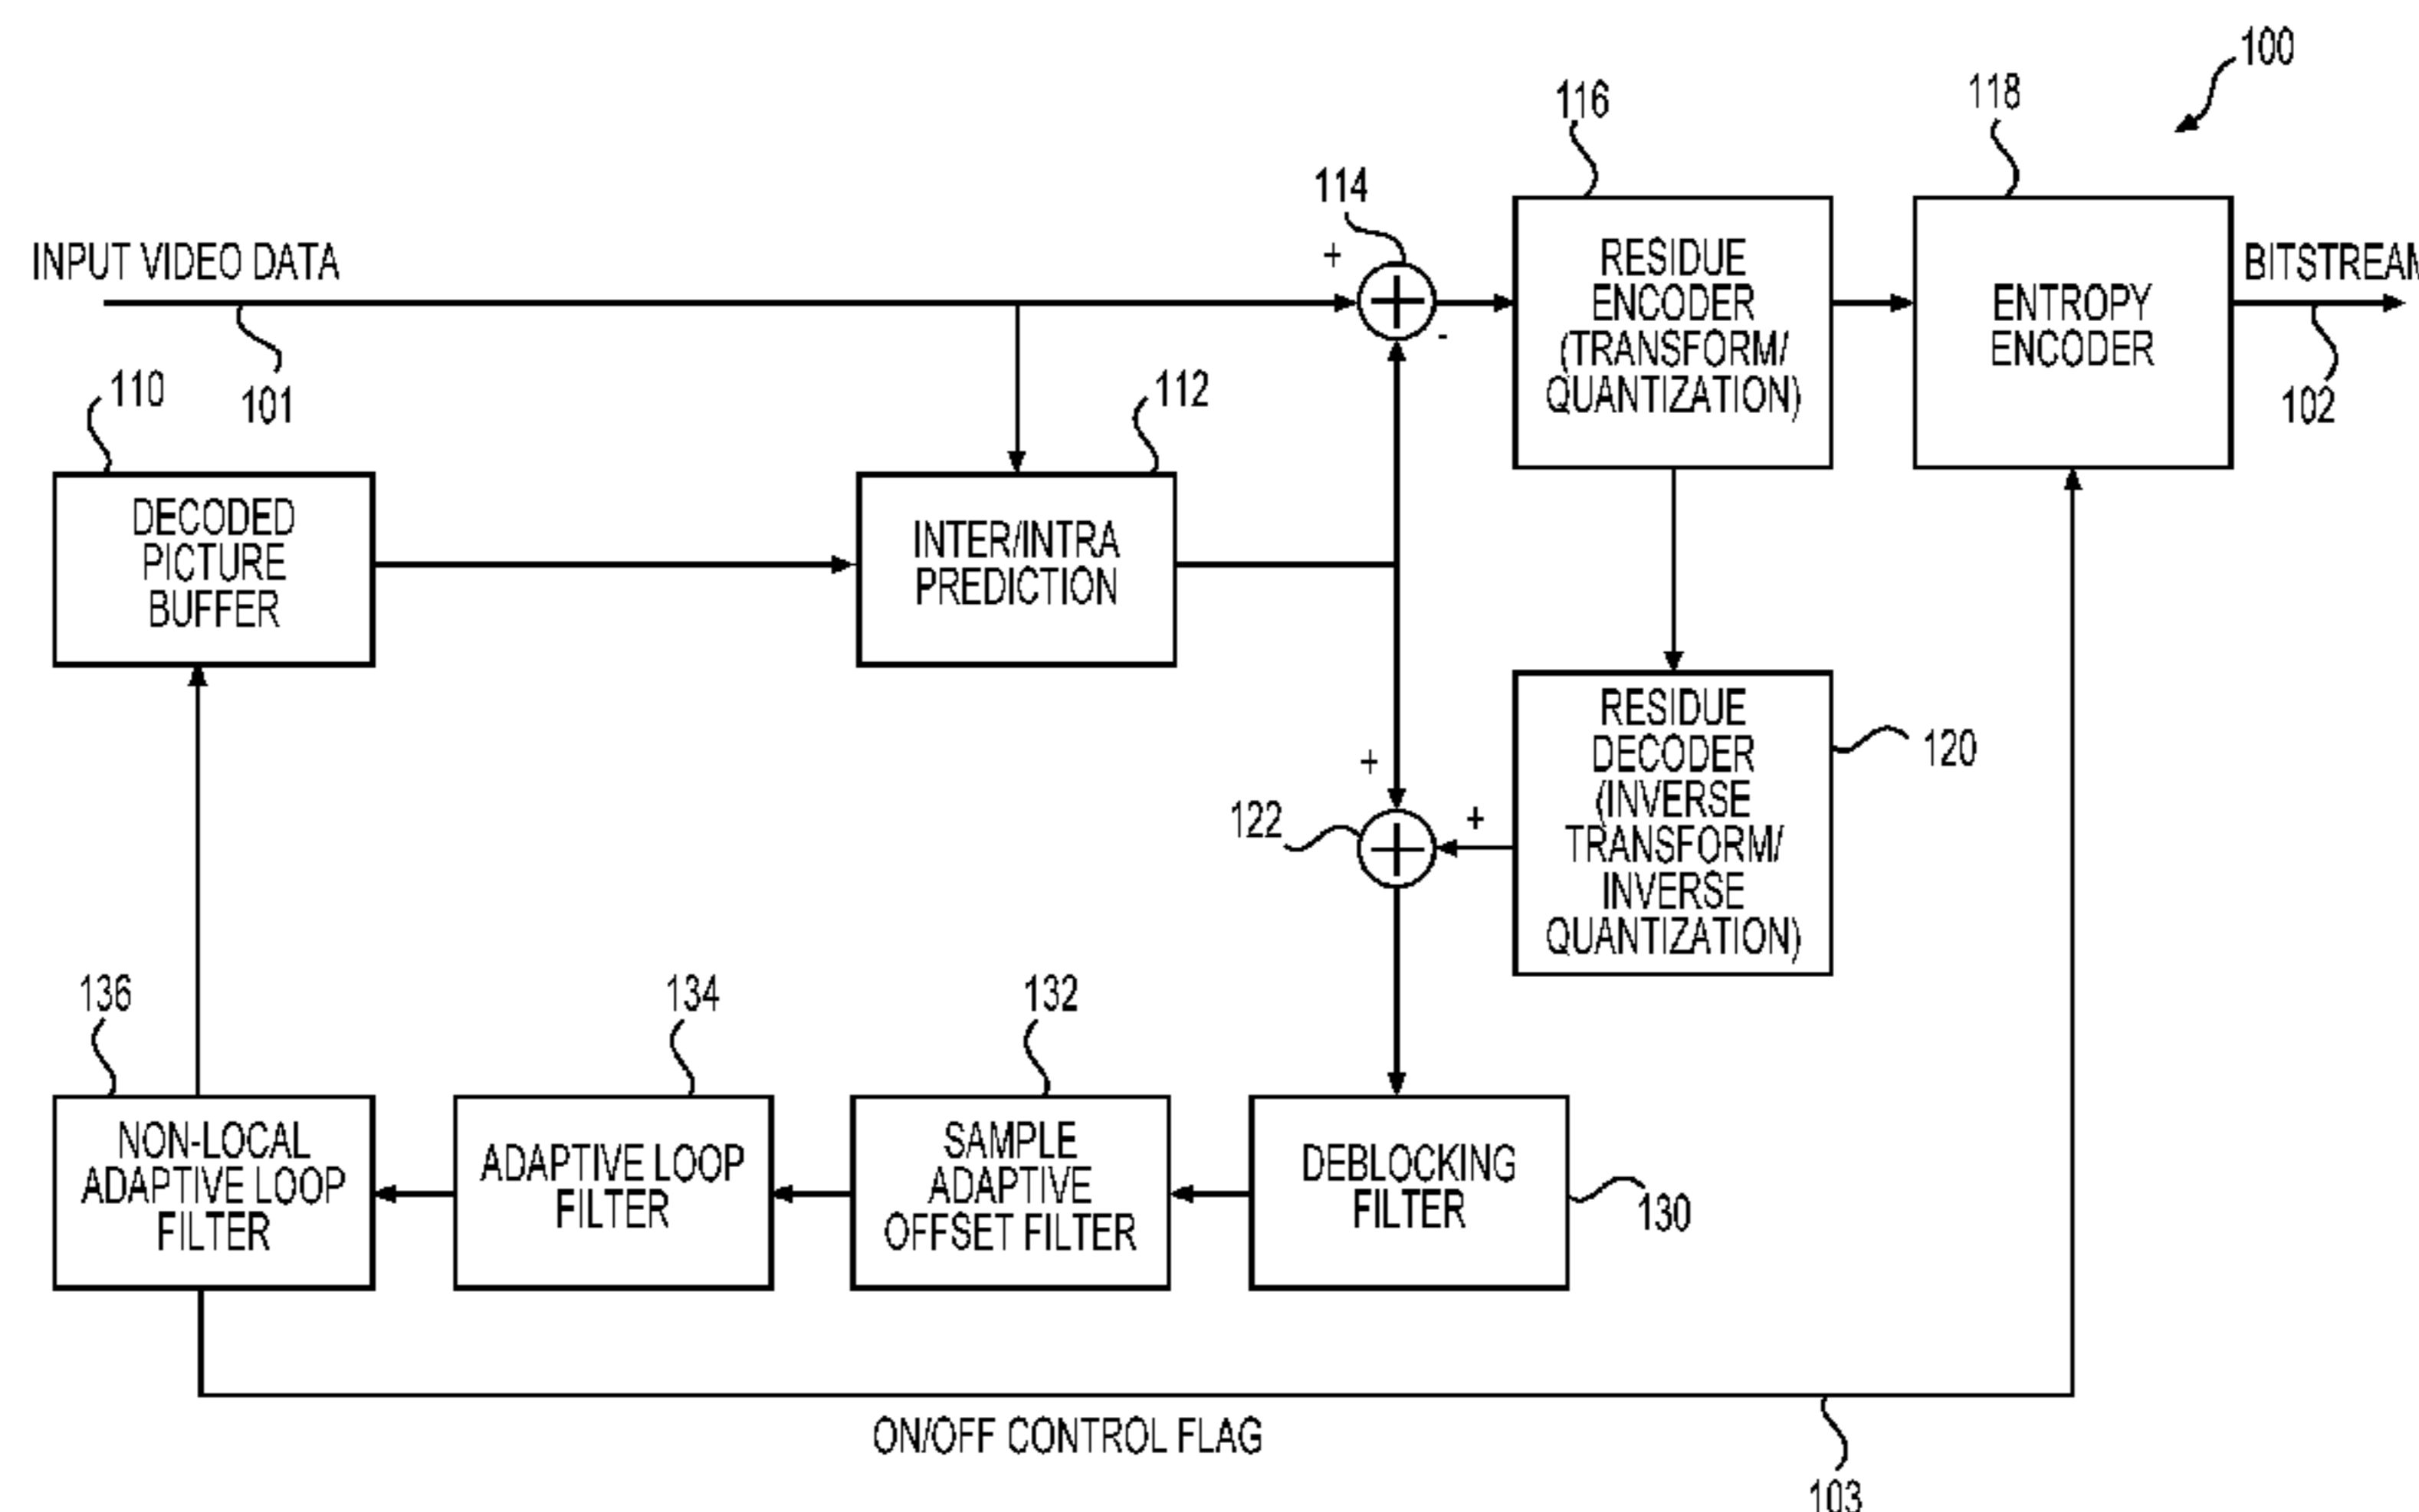 100
116
118
114
+
INPUT VIDEO DATA
RESIDUE
ENCODER
(TRANSFORM/
QUANTIZATION)
ENTROPY
ENCODER
BITSTREAM
-
101
102
110
112
DECODED
PICTURE
BUFFER
INTER/INTRA
PREDICTION
RESIDUE
DECODER
(INVERSE
TRANSFORM/
INVERSE
QUANTIZATION)
120
+
+
122
136
134
132
NON-LOCAL
ADAPTIVE LOOP
FILTER
ADAPTIVE LOOP
FILTER
SAMPLE
ADAPTIVE
OFFSET FILTER
DEBLOCKING
FILTER
130
ON/OFF CONTROL FLAG
103